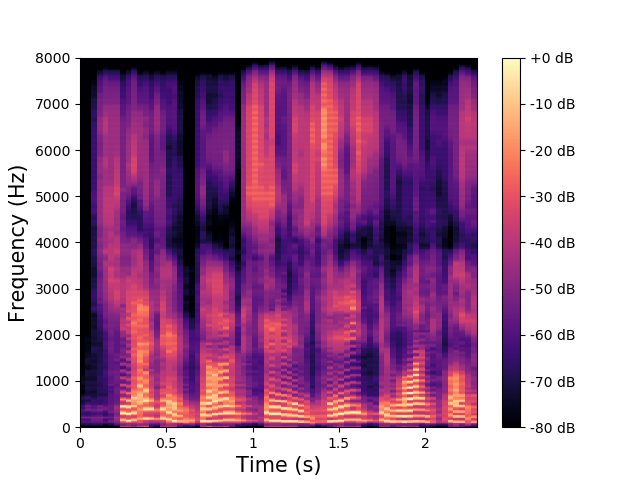 8000
7000
6000
5000
4000
3000
2000
1000
0
Frequency (Hz)
0
0.5
1
1.5
2
Time (s)
+0 dB
-10 dB
-20 dB
-30 dB
-40 dB
-50 dB
-60 dB
-70 dB
-80 dB